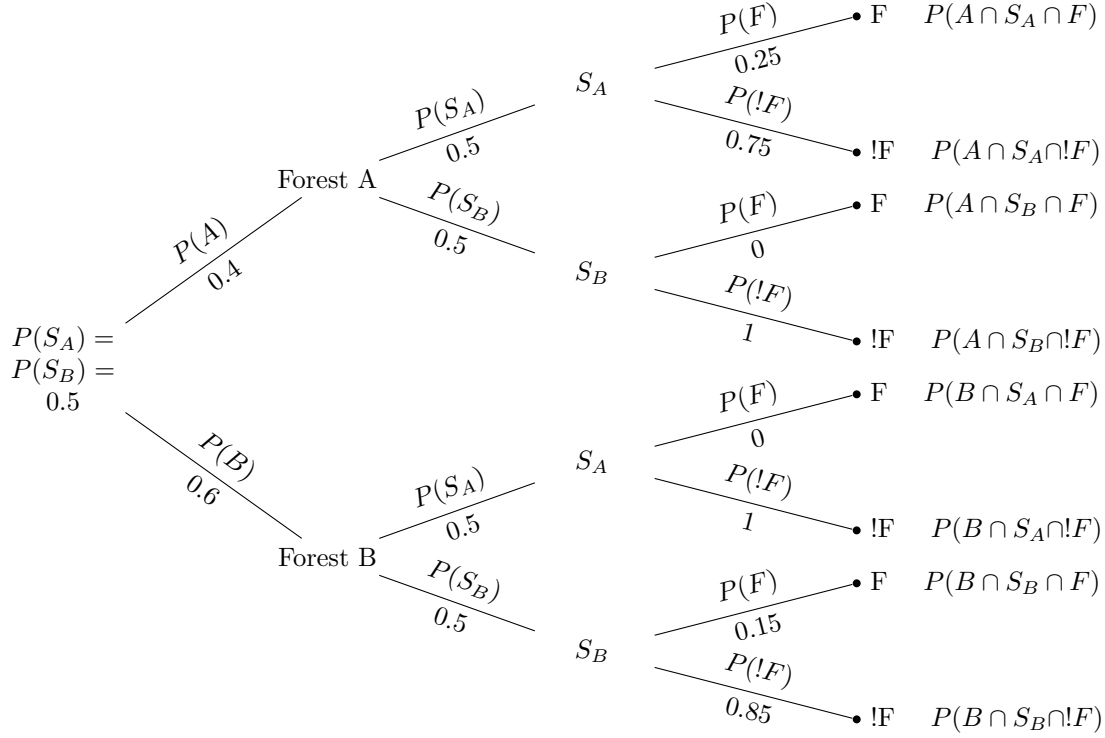 P(F)
0.25
F P(A ∩ S_A ∩ F)
S_A
P(!F)
0.75
!F P(A ∩ S_A∩!F)
P(S_A)
0.5
Forest A
P(S_B)
0.5
P(F)
0
F P(A ∩ S_B ∩ F)
S_B
P(!F)
1
!F P(A ∩ S_B∩!F)
P(A)
0.4
P(S_A) =
P(S_B) =
0.5
P(B)
0.6
P(F)
0
F P(B ∩ S_A ∩ F)
S_A
P(!F)
1
!F P(B ∩ S_A∩!F)
P(S_A)
0.5
Forest B
P(S_B)
0.5
P(F)
0.15
F P(B ∩ S_B ∩ F)
S_B
P(!F)
0.85
!F P(B ∩ S_B∩!F)